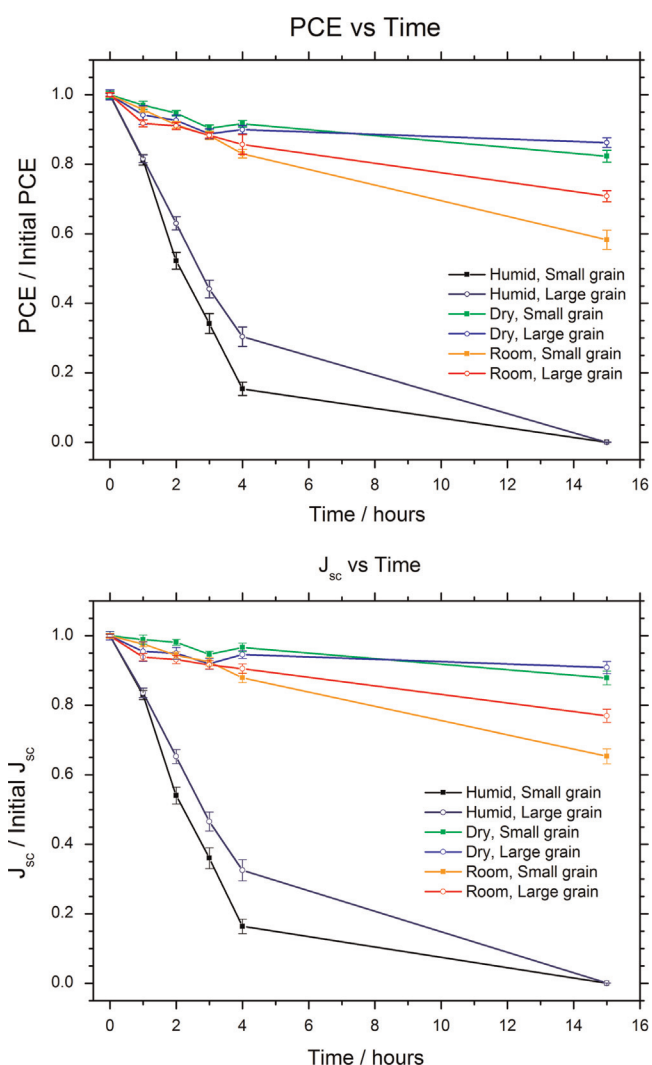 PCE vs Time
PCE / Initial PCE
1.0
0.8
0.6
0.4
0.2
0.0
Humid, Small grain
Humid, Large grain
Dry, Small grain
Dry, Large grain
Room, Small grain
Room, Large grain
0 2 4 6 8 10 12 14 16
Time / hours
Jsc vs Time
Jsc / Initial Jsc
1.0
0.8
0.6
0.4
0.2
0.0
Humid, Small grain
Humid, Large grain
Dry, Small grain
Dry, Large grain
Room, Small grain
Room, Large grain
0 2 4 6 8 10 12 14 16
Time / hours